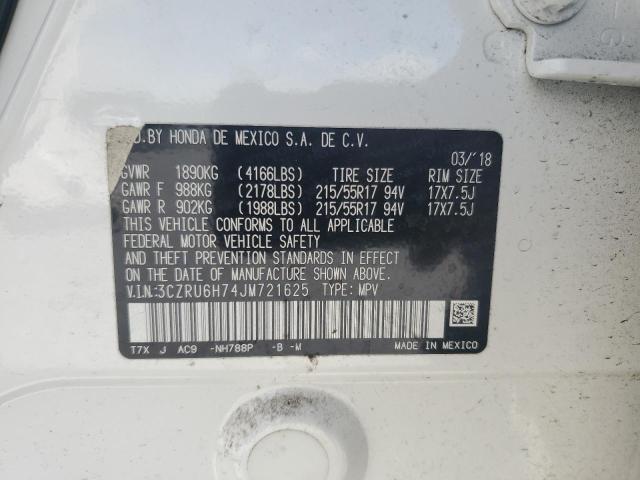 D.BY HONDA DE MEXICO S.A. DE C.V.
03/'18
GVWR 1890KG (4166LBS) TIRE SIZE RIM SIZE
GAWR F 988KG (2178LBS) 215/55R17 94V 17X7.5J
GAWR R 902KG (1988LBS) 215/55R17 94V 17X7.5J
THIS VEHICLE CONFORMS TO ALL APPLICABLE
FEDERAL MOTOR VEHICLE SAFETY
AND THEFT PREVENTION STANDARDS IN EFFECT
ON THE DATE OF MANUFACTURE SHOWN ABOVE.
V.I.N.:3CZRU6H74JM721625 TYPE: MPV
T7X J AC9 -NH788P -B -M MADE IN MEXICO